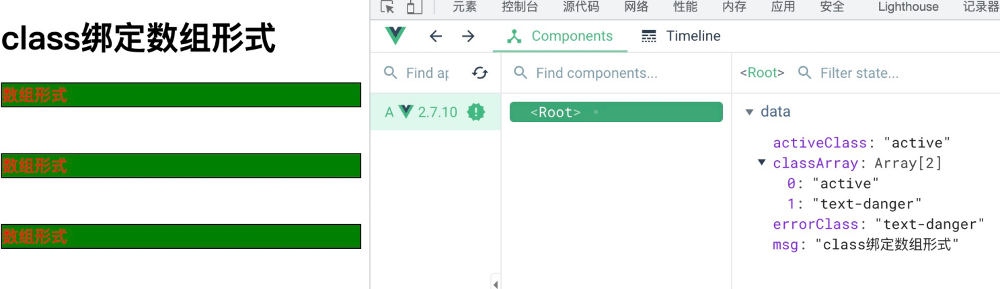 class绑定数组形式
数组形式
数组形式
数组形式
元素 控制台 源代码 网络 性能 内存 应用 安全 Lighthouse 记录器
Components Timeline
Find ap
Find components...
<Root> Filter state...
A 2.7.10
<Root>
data
activeClass: "active"
classArray: Array[2]
0: "active"
1: "text-danger"
errorClass: "text-danger"
msg: "class绑定数组形式"